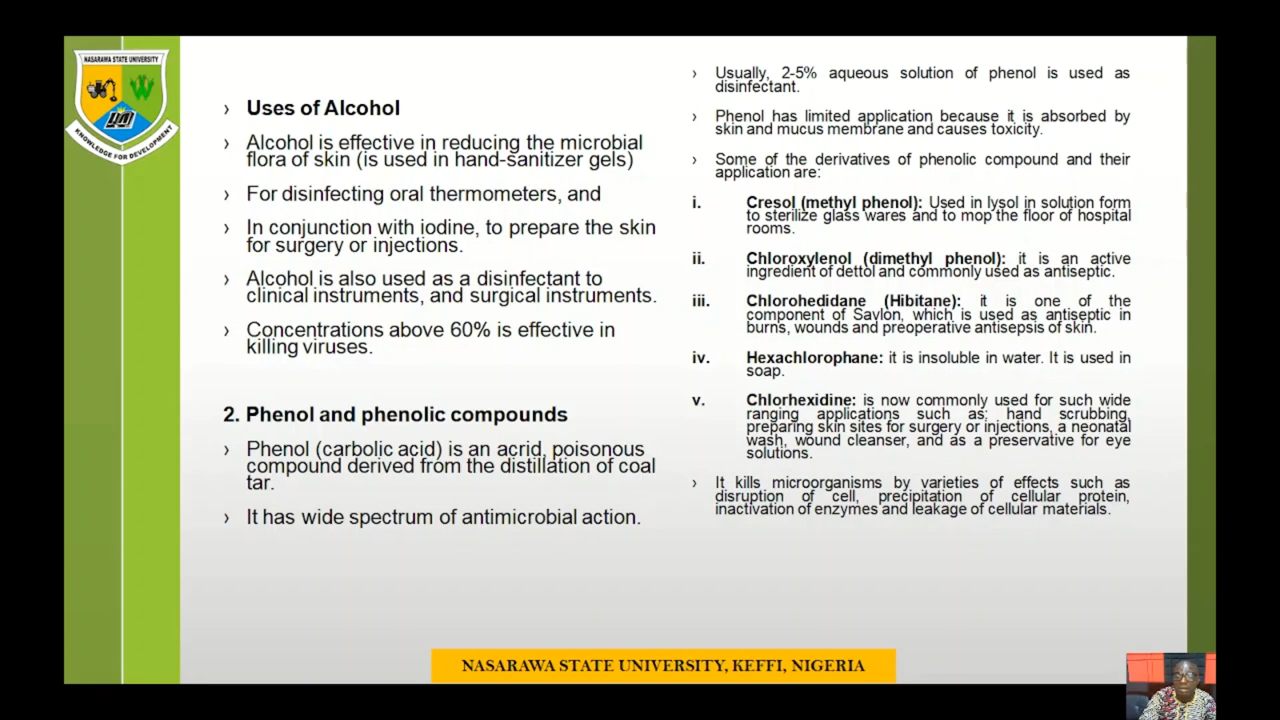 NASARAWA STATE UNIVERSITY
KNOWLEDGE FOR DEVELOPMENT
› Uses of Alcohol
› Alcohol is effective in reducing the microbial
flora of skin (is used in hand-sanitizer gels)
› For disinfecting oral thermometers, and
› In conjunction with iodine, to prepare the skin
for surgery or injections.
› Alcohol is also used as a disinfectant to
clinical instruments, and surgical instruments.
› Concentrations above 60% is effective in
killing viruses.
2. Phenol and phenolic compounds
› Phenol (carbolic acid) is an acrid, poisonous
compound derived from the distillation of coal
tar.
› It has wide spectrum of antimicrobial action.
› Usually, 2-5% aqueous solution of phenol is used as
disinfectant.
› Phenol has limited application because it is absorbed by
skin and mucus membrane and causes toxicity.
› Some of the derivatives of phenolic compound and their
application are:
i. Cresol (methyl phenol): Used in lysol in solution form
to sterilize glass wares and to mop the floor of hospital
rooms.
ii. Chloroxylenol (dimethyl phenol): it is an active
ingredient of dettol and commonly used as antiseptic.
iii. Chlorohedidane (Hibitane): it is one of the
component of Savlon, which is used as antiseptic in
burns, wounds and preoperative antisepsis of skin.
iv. Hexachlorophane: it is insoluble in water. It is used in
soap.
v. Chlorhexidine: is now commonly used for such wide
ranging applications such as; hand scrubbing,
preparing skin sites for surgery or injections, a neonatal
wash, wound cleanser, and as a preservative for eye
solutions.
› It kills microorganisms by varieties of effects such as
disruption of cell, precipitation of cellular protein,
inactivation of enzymes and leakage of cellular materials.
NASARAWA STATE UNIVERSITY, KEFFI, NIGERIA